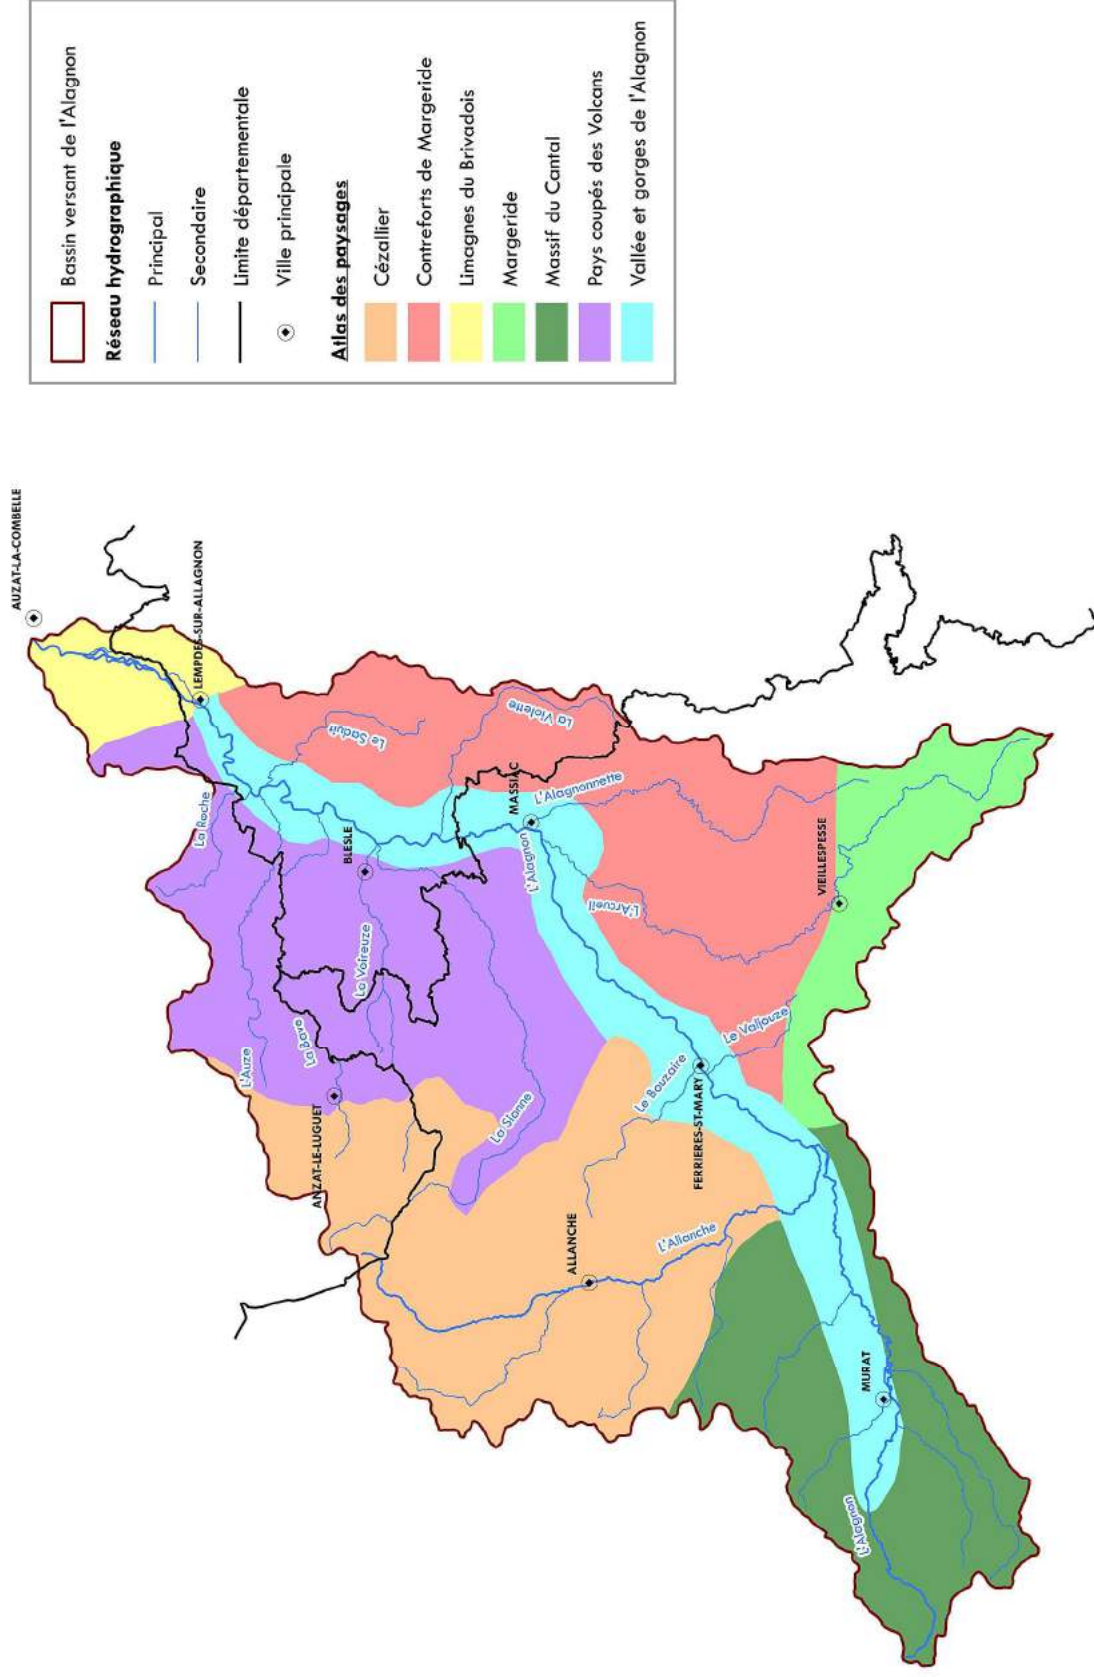 Bassin versant de l'Alagnon
Réseau hydrographique
Principal
Secondaire
Limite départementale
Ville principale
Atlas des paysages
Cézallier
Contreforts de Margeride
Limagnes du Brivadois
Margeride
Massif du Cantal
Pays coupés des Volcans
Vallée et gorges de l'Alagnon
AUZAT-LA-COMBELLE
LEMPDES-SUR-ALLAGNON
La Roche
Le Saduit
La Violette
BLESLE
MASSIAC
L'Alagnonnette
L'Alagnon
L'Auze
La Bave
La Voireuze
L'Arcueil
VIEILLESPESSE
ANZAT-LE-LUGUET
La Sianne
Le Bouzaire
Le Valjouze
FERRIERES-ST-MARY
ALLANCHE
L'Allanche
MURAT
L'Alagnon